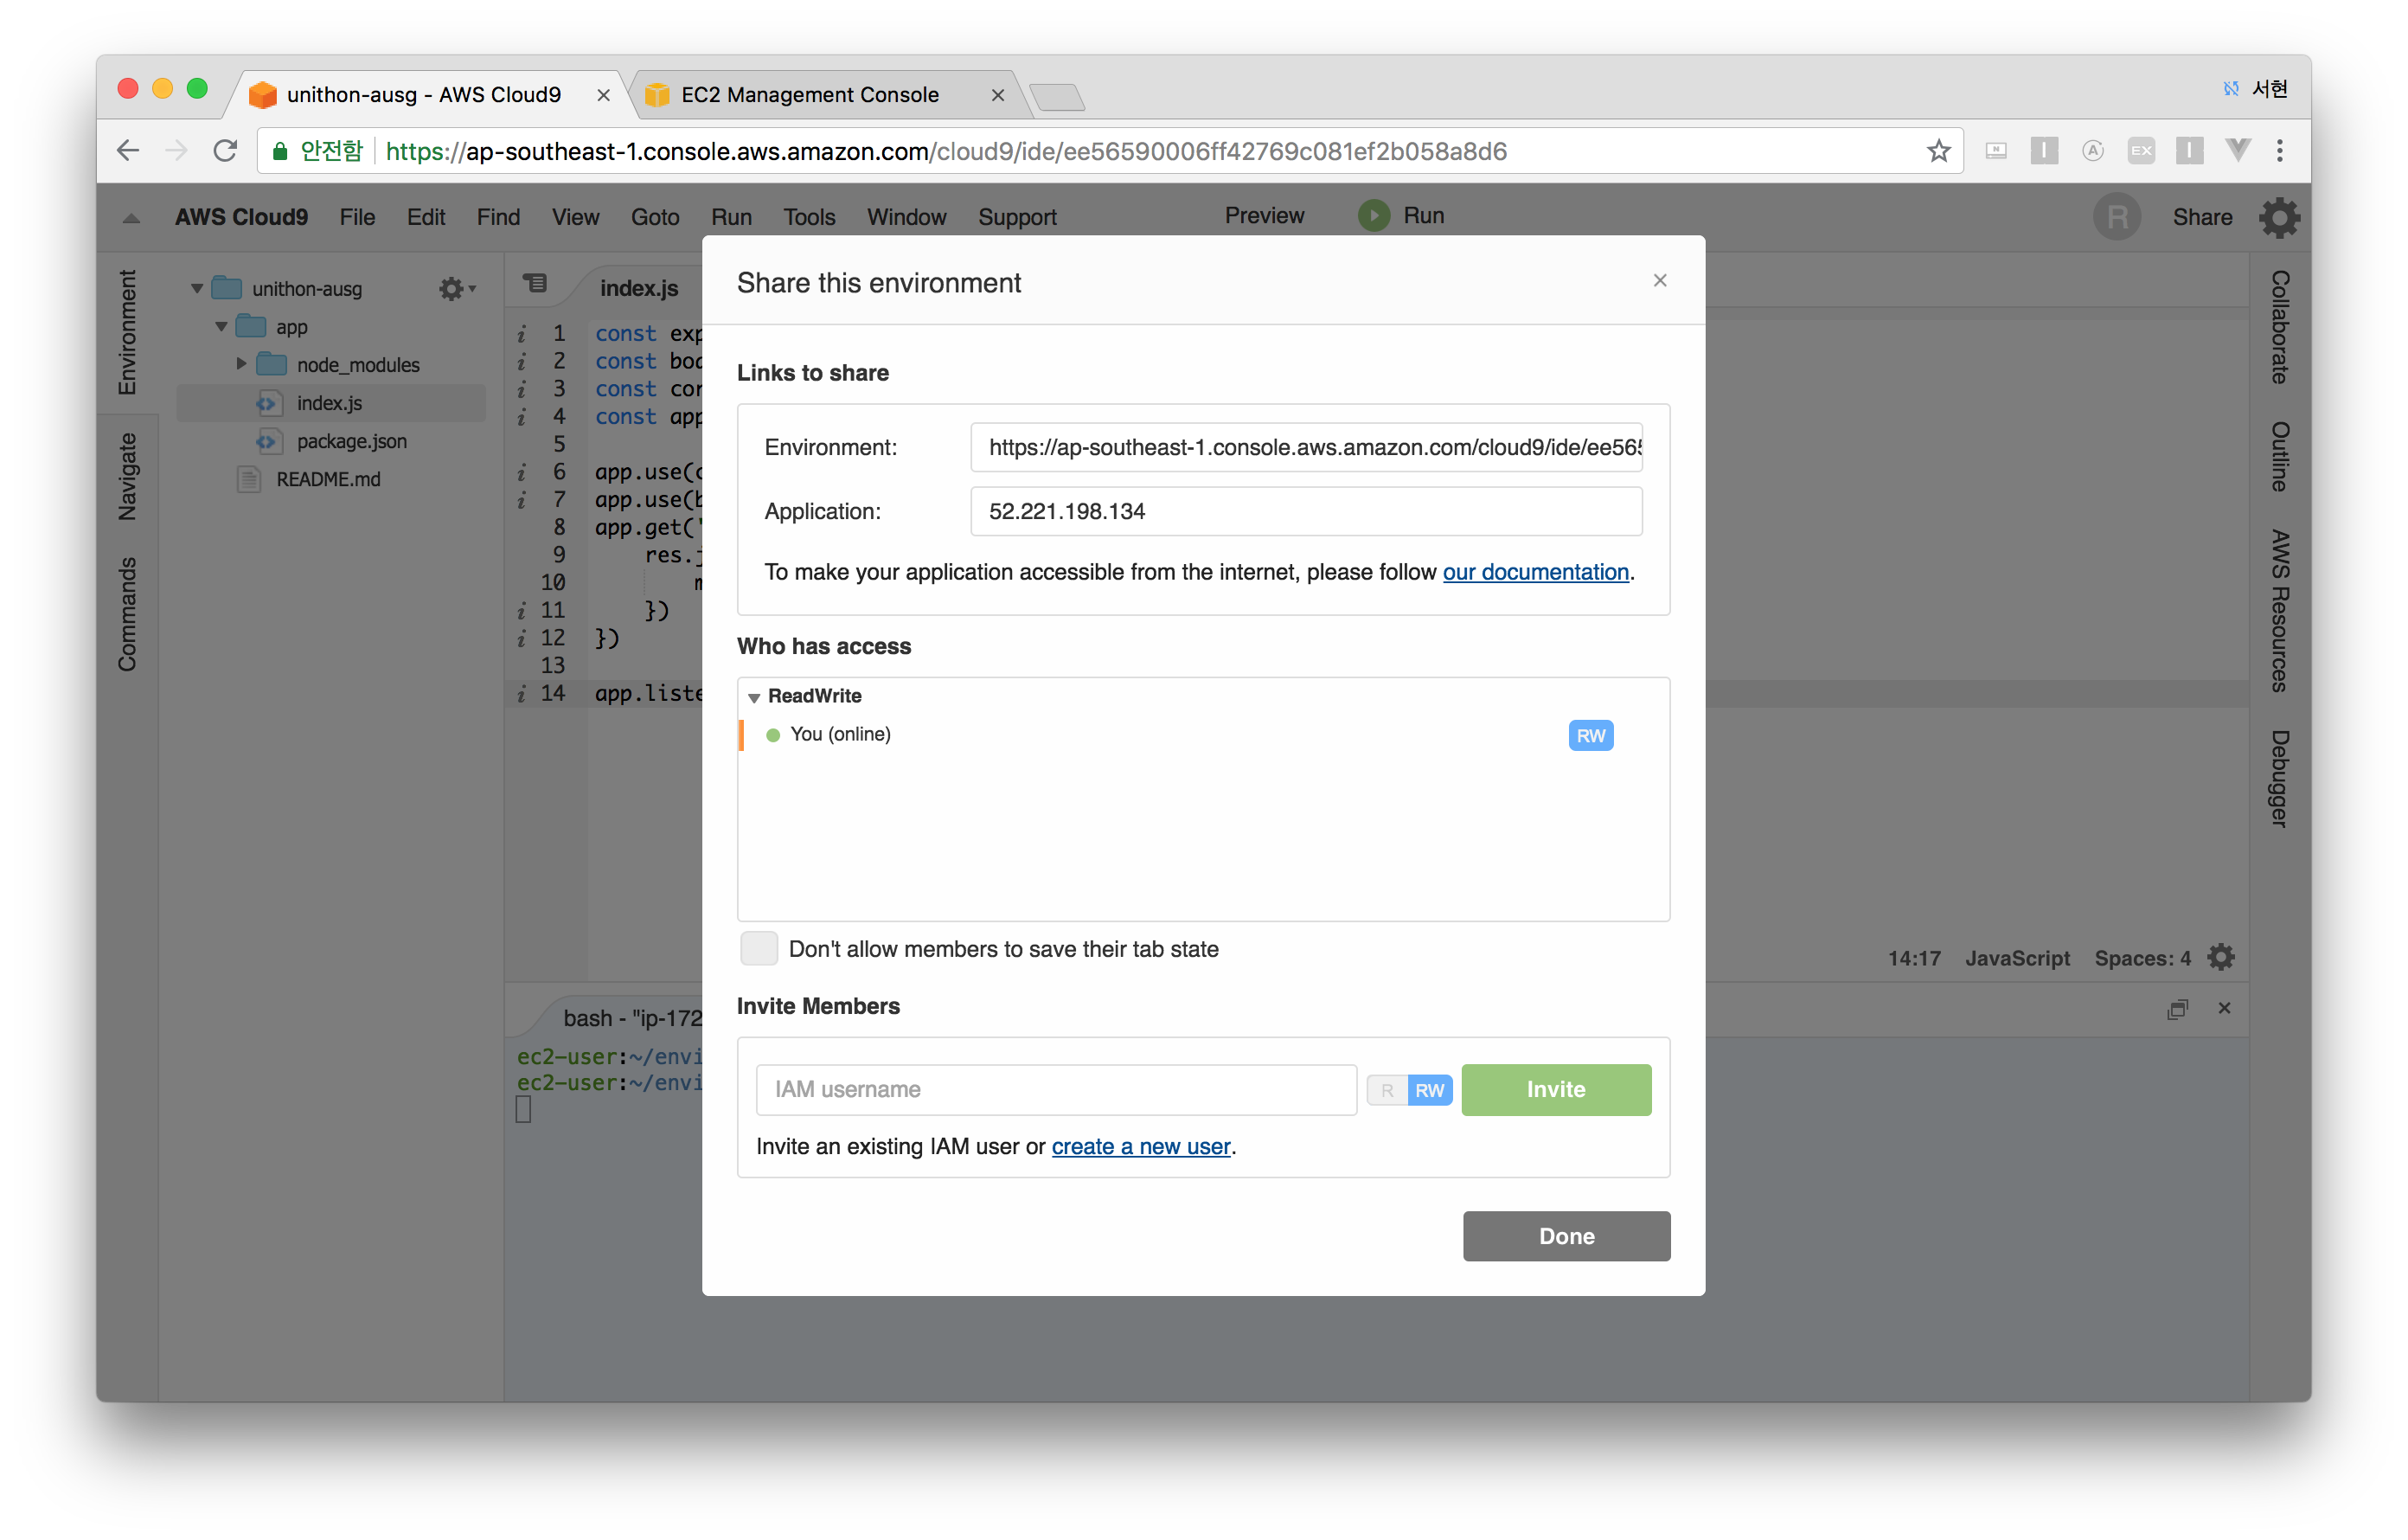 unithon-ausg - AWS Cloud9
EC2 Management Console
서현
안전함
https://ap-southeast-1.console.aws.amazon.com/cloud9/ide/ee56590006ff42769c081ef2b058a8d6
AWS Cloud9 File Edit Find View Goto Run Tools Window Support Preview Run R Share
Environment
Navigate
Commands
unithon-ausg
app
node_modules
index.js
package.json
README.md
index.js
1 const exp
2 const bod
3 const cor
4 const app
5
6 app.use(c
7 app.use(b
8 app.get('
9 res.j
10 m
11 })
12 })
13
14 app.liste
14:17 JavaScript Spaces: 4
bash - "ip-172
ec2-user:~/envi
ec2-user:~/envi
Share this environment
Links to share
Environment: https://ap-southeast-1.console.aws.amazon.com/cloud9/ide/ee565
Application: 52.221.198.134
To make your application accessible from the internet, please follow our documentation.
Who has access
ReadWrite
You (online) RW
Don't allow members to save their tab state
Invite Members
IAM username R RW Invite
Invite an existing IAM user or create a new user.
Done
Collaborate
Outline
AWS Resources
Debugger